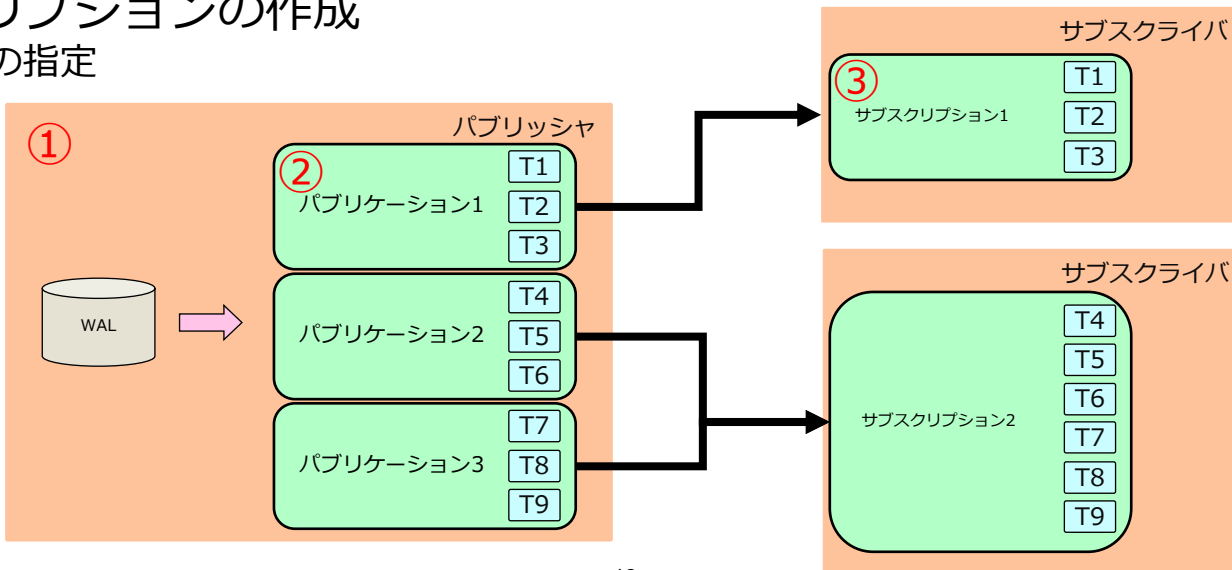 リプションの作成
の指定
①
パブリッシャ
WAL
②
パブリケーション1
T1
T2
T3
パブリケーション2
T4
T5
T6
パブリケーション3
T7
T8
T9
サブスクライバ
③
サブスクリプション1
T1
T2
T3
サブスクライバ
サブスクリプション2
T4
T5
T6
T7
T8
T9